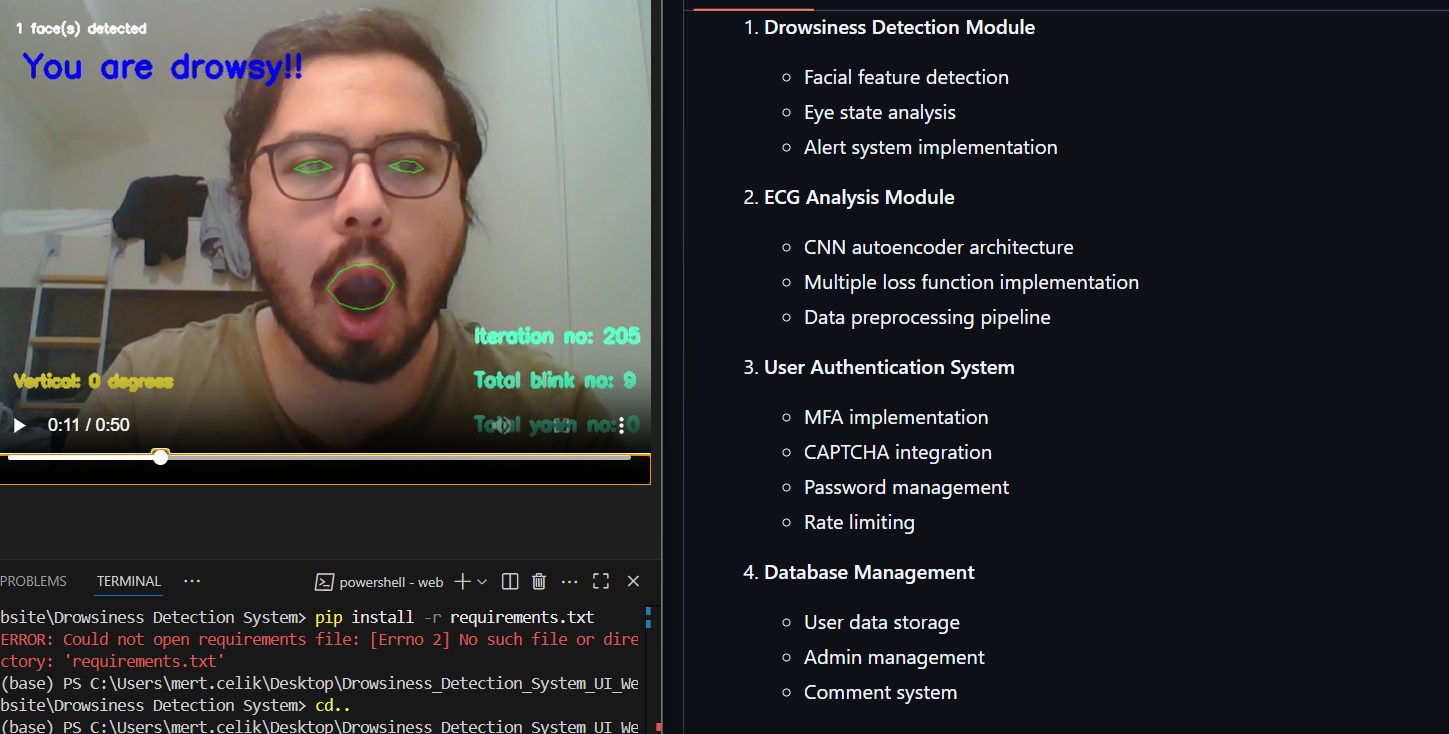 1 face(s) detected
You are drowsy!!
Iteration no: 205
Vertical: 0 degrees
Total blink no: 9
0:11 / 0:50
Total yawn no: 0
PROBLEMS
TERMINAL
powershell - web
bsite\Drowsiness Detection System> pip install -r requirements.txt
ERROR: Could not open requirements file: [Errno 2] No such file or dire
ctory: 'requirements.txt'
(base) PS C:\Users\mert.celik\Desktop\Drowsiness_Detection_System_UI_We
bsite\Drowsiness Detection System> cd..
(base) PS C:\Users\mert.celik\Desktop\Drowsiness_Detection_System_UI_We
1. Drowsiness Detection Module
Facial feature detection
Eye state analysis
Alert system implementation
2. ECG Analysis Module
CNN autoencoder architecture
Multiple loss function implementation
Data preprocessing pipeline
3. User Authentication System
MFA implementation
CAPTCHA integration
Password management
Rate limiting
4. Database Management
User data storage
Admin management
Comment system